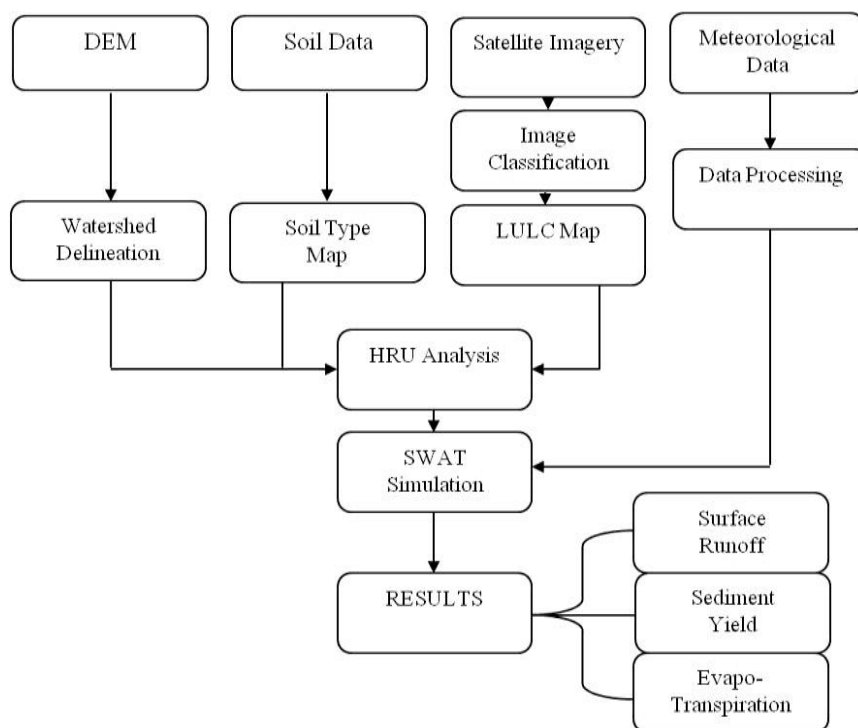 DEM
Soil Data
Satellite Imagery
Meteorological
Data
Image
Classification
Data Processing
Watershed
Delineation
Soil Type
Map
LULC Map
HRU Analysis
SWAT
Simulation
Surface
Runoff
RESULTS
Sediment
Yield
Evapo-
Transpiration